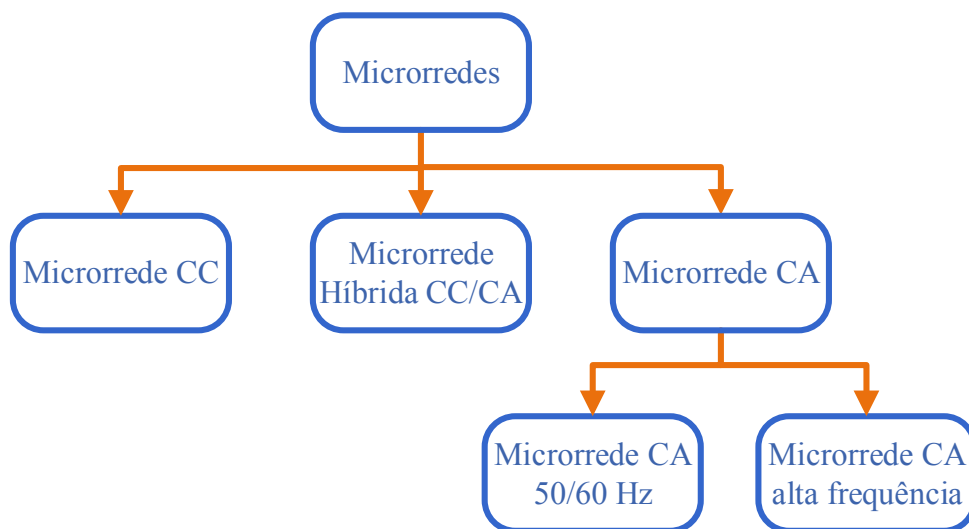 Microrredes
Microrrede CC
Microrrede
Híbrida CC/CA
Microrrede CA
Microrrede CA
50/60 Hz
Microrrede CA
alta frequência